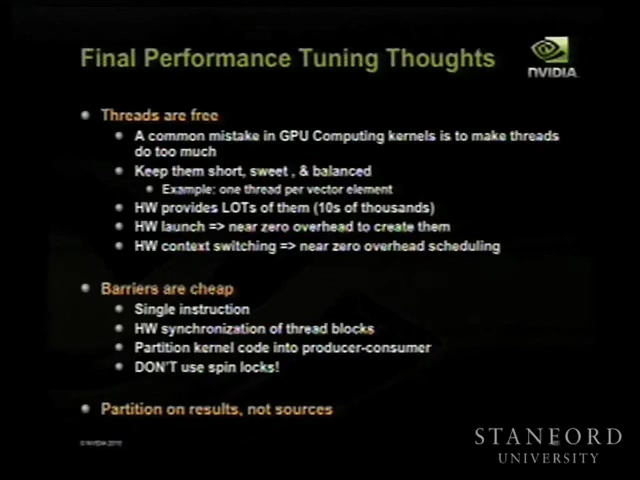 Final Performance Tuning Thoughts
NVIDIA
Threads are free
A common mistake in GPU Computing kernels is to make threads
do too much
Keep them short, sweet , & balanced
Example: one thread per vector element
HW provides LOTs of them (10s of thousands)
HW launch => near zero overhead to create them
HW context switching => near zero overhead scheduling
Barriers are cheap
Single instruction
HW synchronization of thread blocks
Partition kernel code into producer-consumer
DON'T use spin locks!
Partition on results, not sources
© NVIDIA 2010
STANFORD
UNIVERSITY